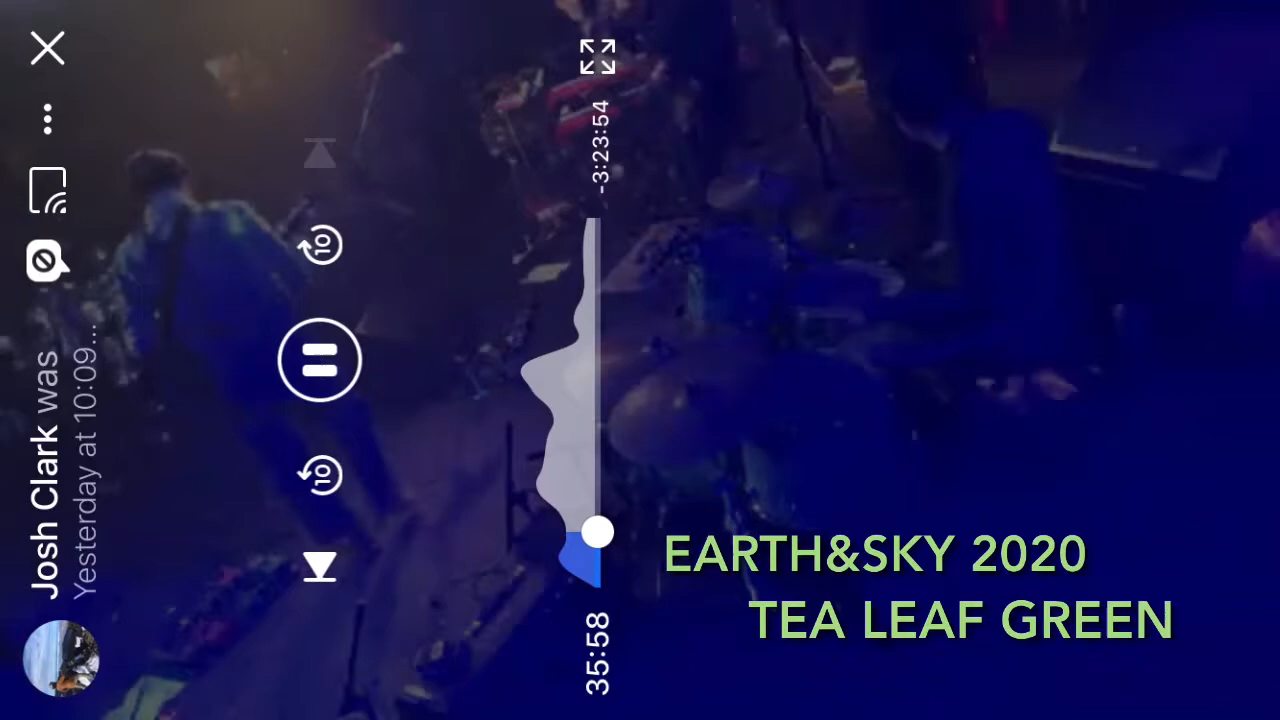 Josh Clark was
Yesterday at 10:09...
10
10
35:58
-3:23:54
EARTH&SKY 2020
TEA LEAF GREEN